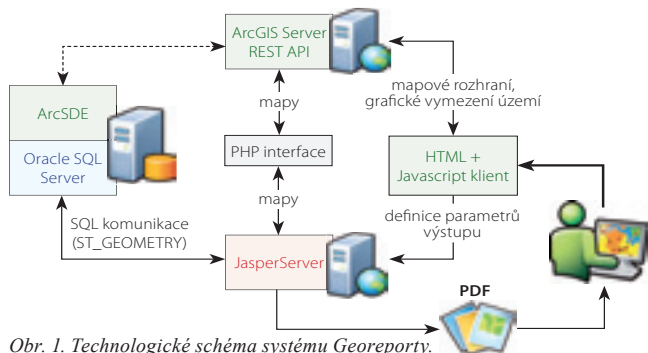 ArcGIS Server
REST API
mapové rozhraní,
grafické vymezení území
mapy
ArcSDE
Oracle SQL
Server
PHP interface
HTML +
Javascript klient
mapy
SQL komunikace
(ST_GEOMETRY)
definice parametrů
výstupu
JasperServer
PDF
Obr. 1. Technologické schéma systému Georeporty.